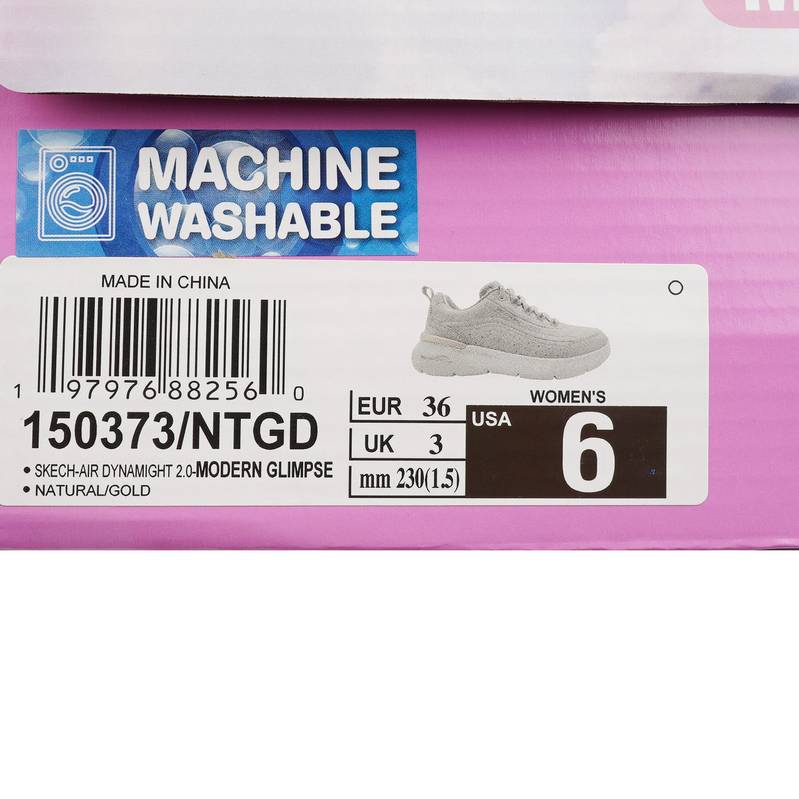 MACHINE
WASHABLE
MADE IN CHINA
1 97976 88256 0
150373/NTGD
• SKECH-AIR DYNAMIGHT 2.0-MODERN GLIMPSE
• NATURAL/GOLD
EUR 36
UK 3
mm 230(1.5)
WOMEN'S
USA 6